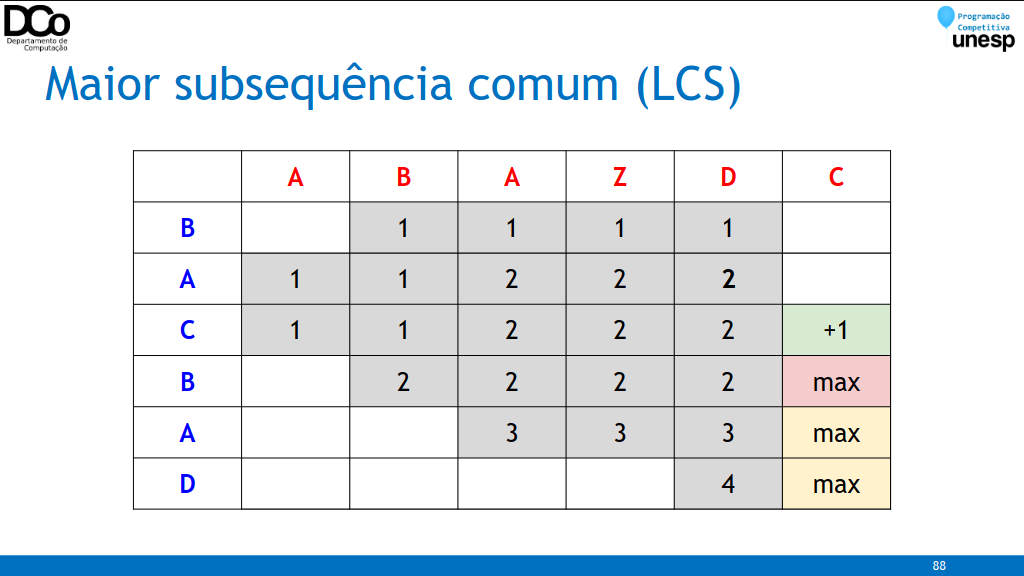 DCo
Departamento de
Computação
Programação
Competitiva
unesp
Maior subsequência comum (LCS)
A B A Z D C
B 1 1 1 1
A 1 1 2 2 2
C 1 1 2 2 2 +1
B 2 2 2 2 max
A 3 3 3 max
D 4 max
88